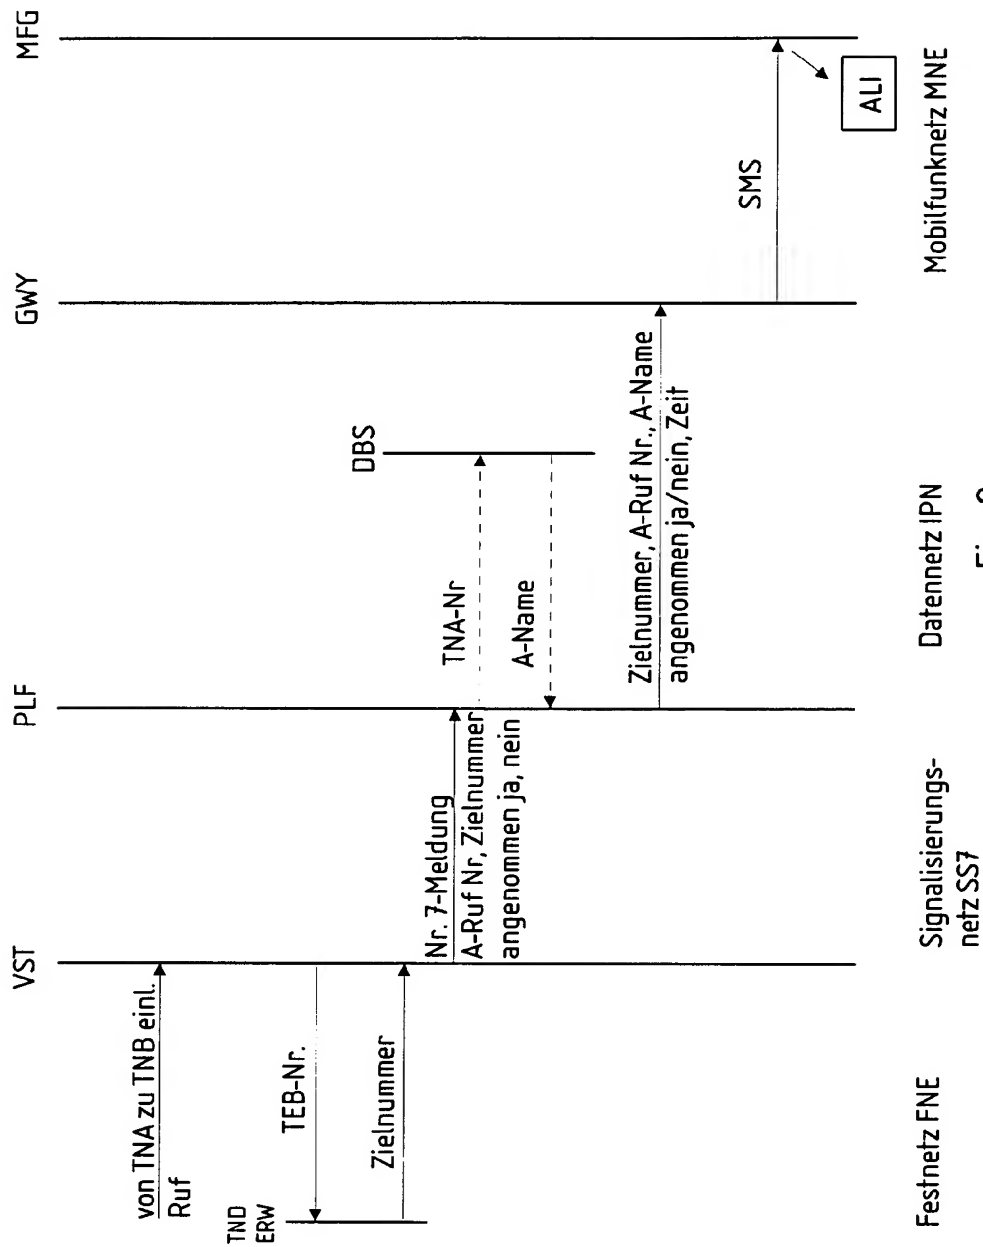 VST
PLF
GWY
MFG
von TNA zu TNB einl.
Ruf
TND
ERW
TEB-Nr.
Zielnummer
Nr. 7-Meldung
A-Ruf Nr, Zielnummer
angenommen ja, nein
DBS
TNA-Nr
A-Name
Zielnummer, A-Ruf Nr., A-Name
angenommen ja/nein, Zeit
SMS
ALI
Festnetz FNE
Signalisierungs-
netz SS7
Datennetz IPN
Mobilfunknetz MNE